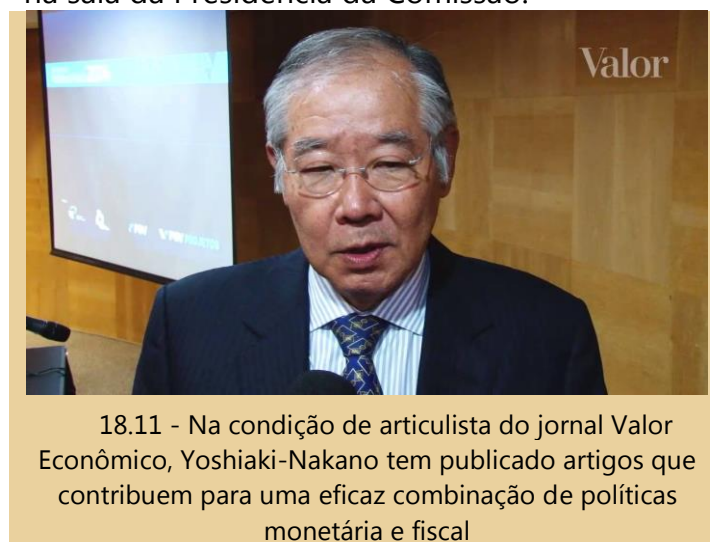 na sala da Presidência da Comissão.
Valor
18.11 - Na condição de articulista do jornal Valor
Econômico, Yoshiaki-Nakano tem publicado artigos que
contribuem para uma eficaz combinação de políticas
monetária e fiscal